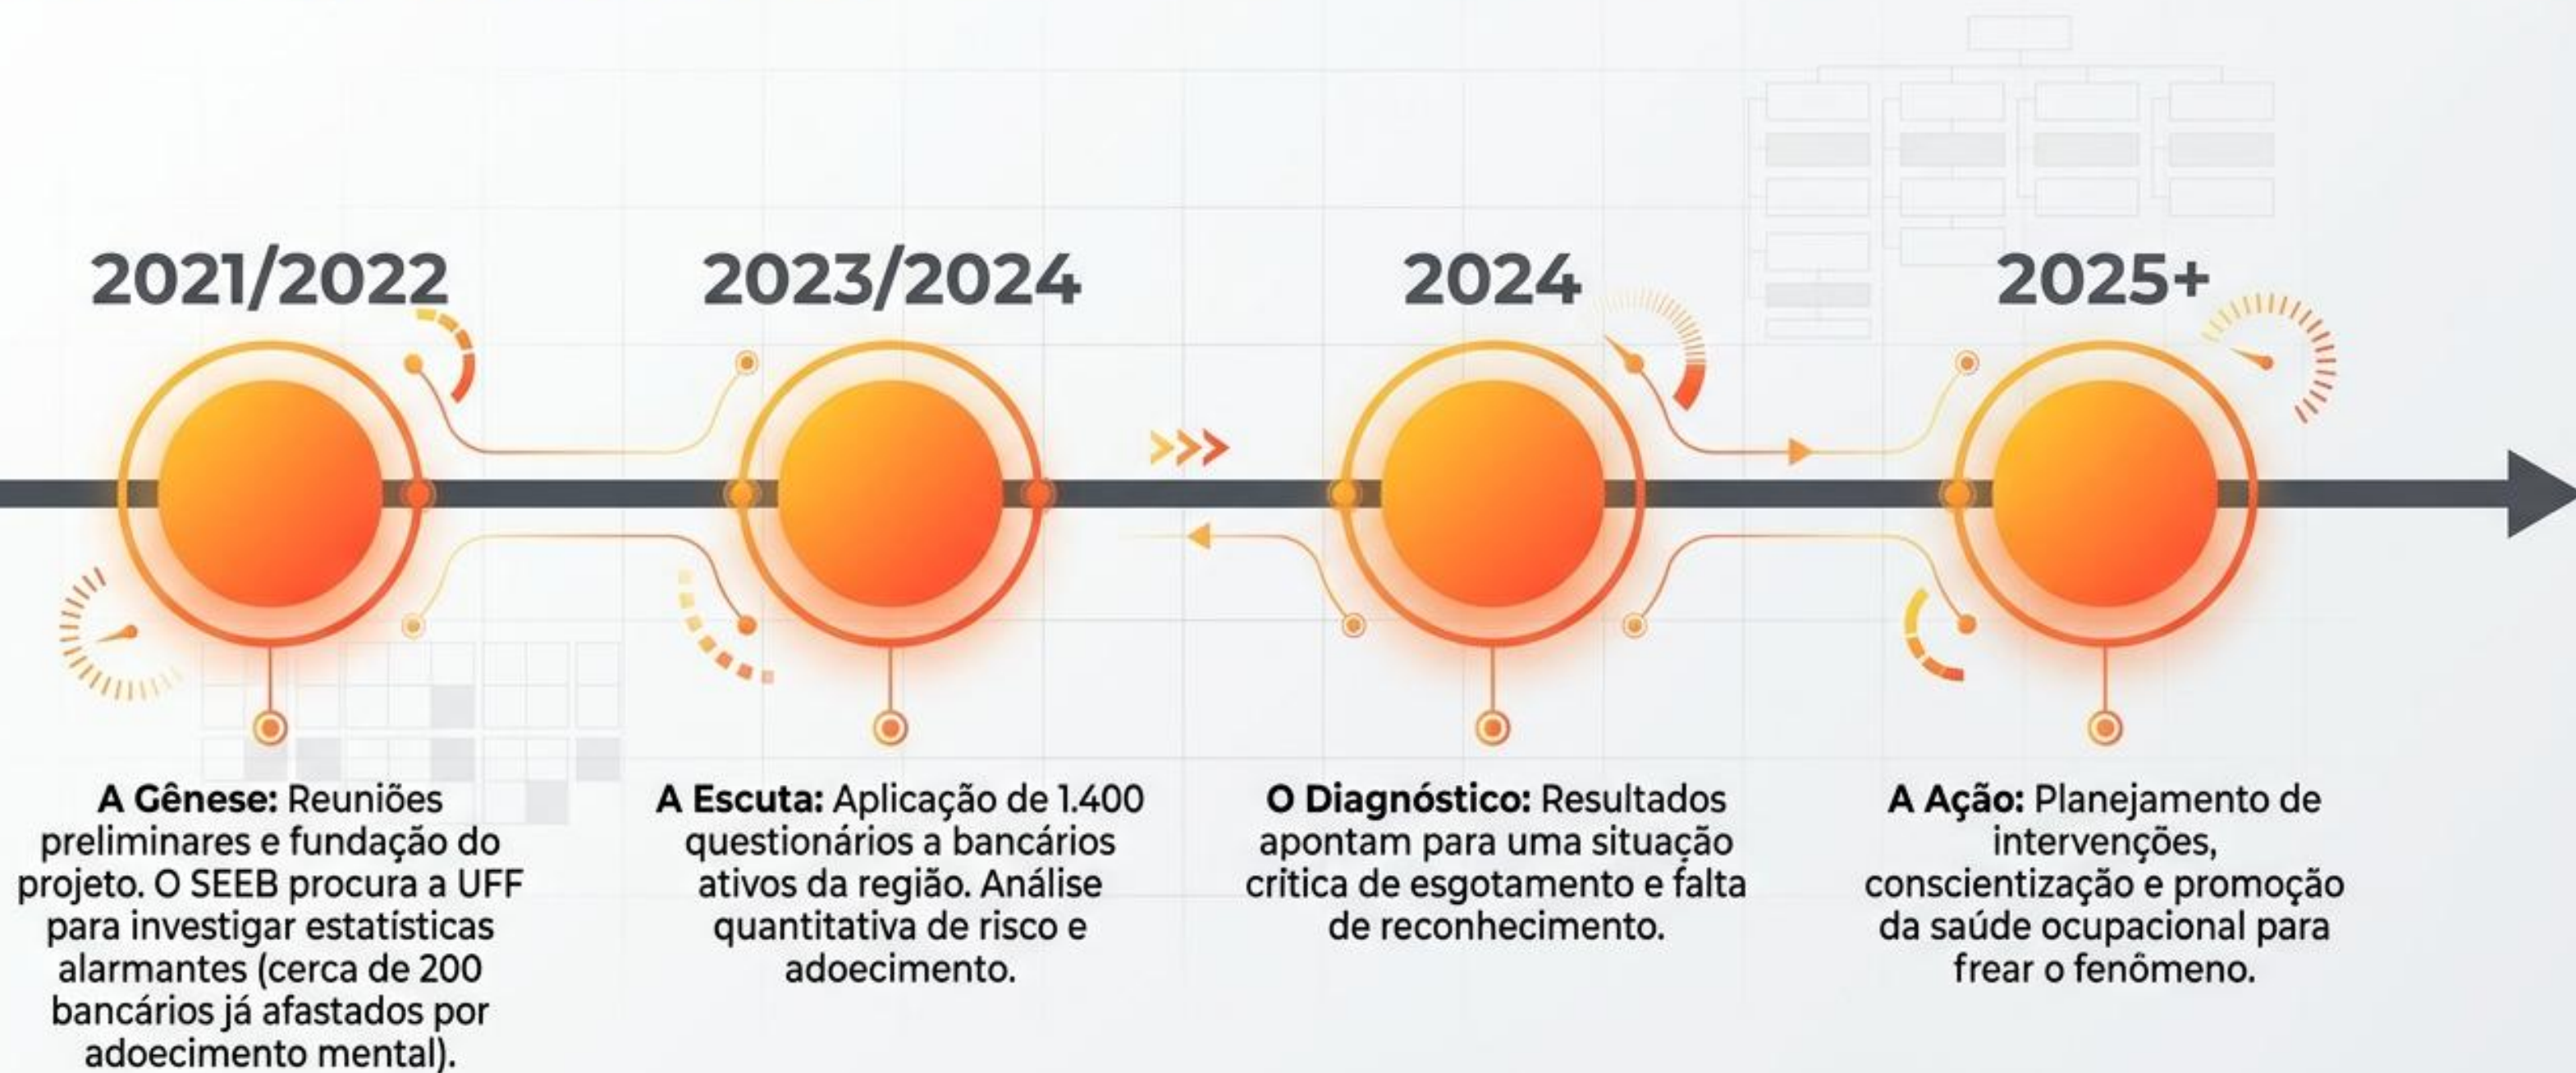 2021/2022
2023/2024
2024
2025+
A Gênese: Reuniões
preliminares e fundação do
projeto. O SEEB procura a UFF
para investigar estatísticas
alarmantes (cerca de 200
bancários já afastados por
adoecimento mental).
A Escuta: Aplicação de 1.400
questionários a bancários
ativos da região. Análise
quantitativa de risco e
adoecimento.
O Diagnóstico: Resultados
apontam para uma situação
crítica de esgotamento e falta
de reconhecimento.
A Ação: Planejamento de
intervenções,
conscientização e promoção
da saúde ocupacional para
frear o fenômeno.